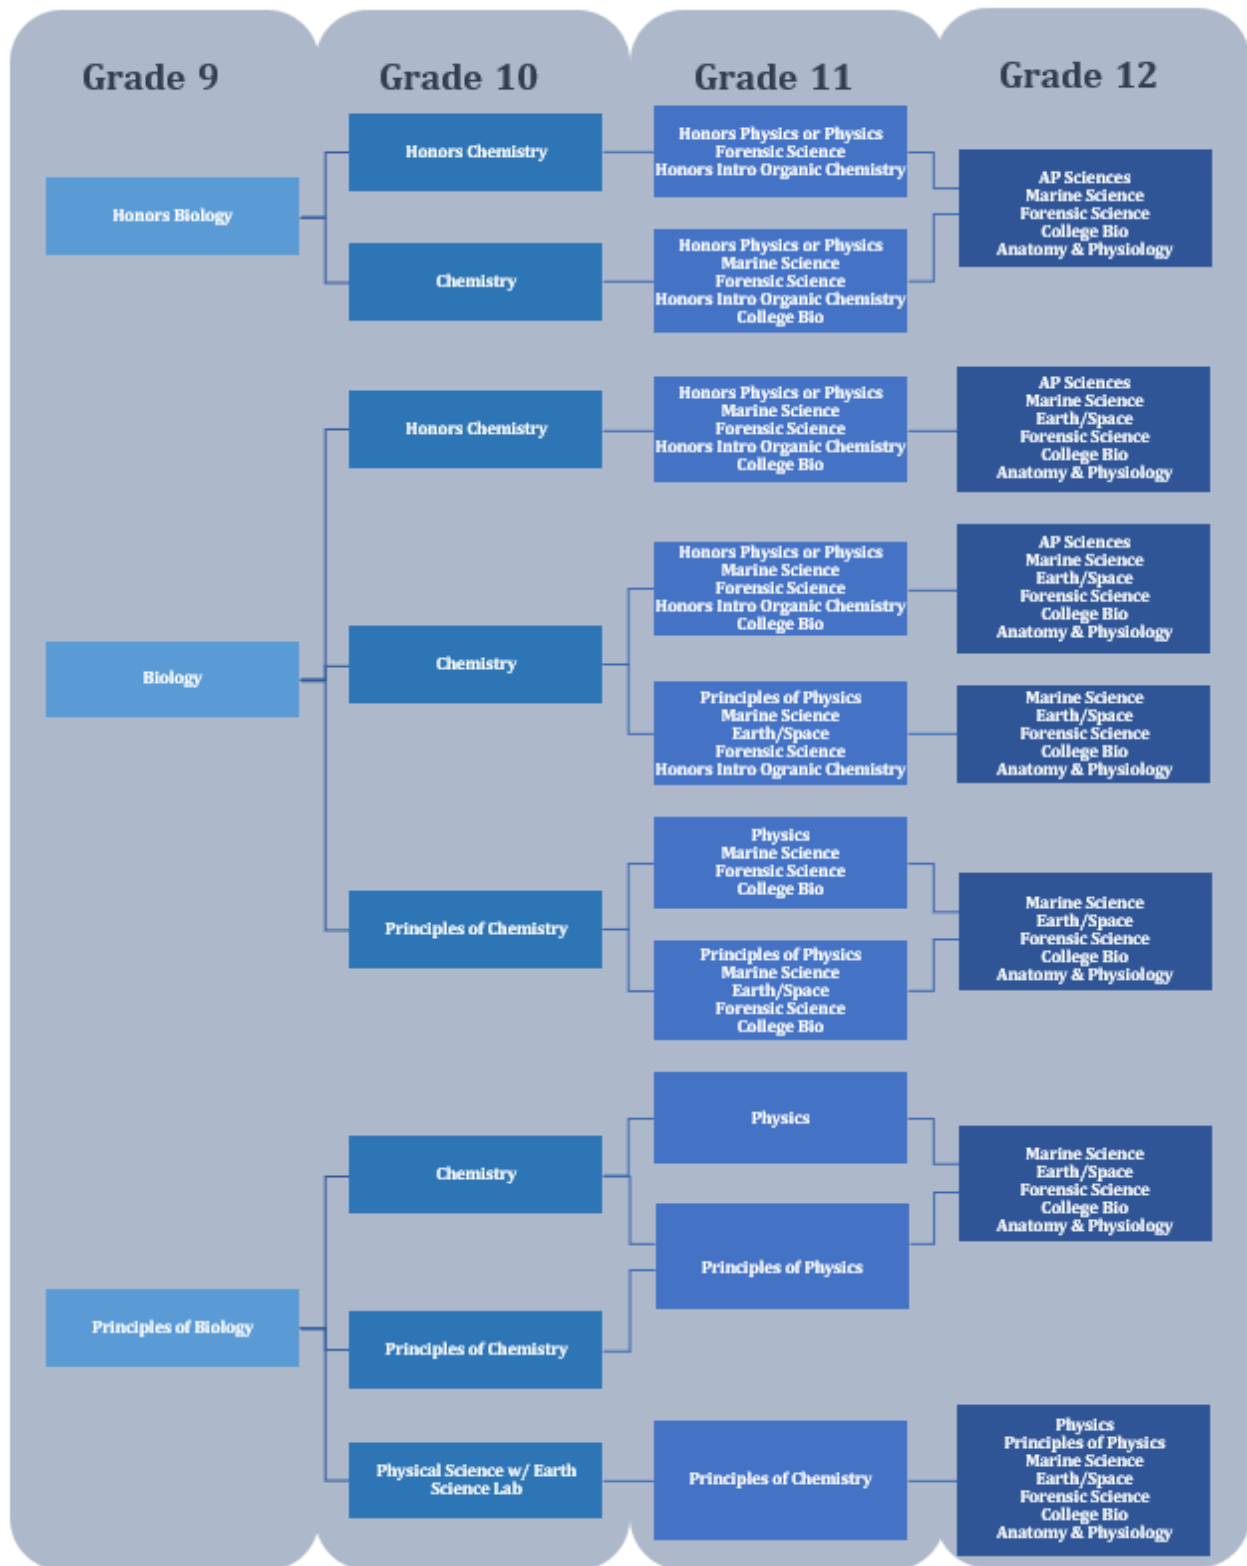 Grade 9
Grade 10
Grade 11
Grade 12
Honors Biology
Honors Chemistry
Honors Physics or Physics
Forensic Science
Honors Intro Organic Chemistry
Chemistry
Honors Physics or Physics
Marine Science
Forensic Science
Honors Intro Organic Chemistry
College Bio
AP Sciences
Marine Science
Forensic Science
College Bio
Anatomy & Physiology
Biology
Honors Chemistry
Honors Physics or Physics
Marine Science
Forensic Science
Honors Intro Organic Chemistry
College Bio
AP Sciences
Marine Science
Earth/Space
Forensic Science
College Bio
Anatomy & Physiology
Chemistry
Honors Physics or Physics
Marine Science
Forensic Science
Honors Intro Organic Chemistry
College Bio
AP Sciences
Marine Science
Earth/Space
Forensic Science
College Bio
Anatomy & Physiology
Principles of Physics
Marine Science
Earth/Space
Forensic Science
Honors Intro Ogranic Chemistry
Marine Science
Earth/Space
Forensic Science
College Bio
Anatomy & Physiology
Principles of Chemistry
Physics
Marine Science
Forensic Science
College Bio
Principles of Physics
Marine Science
Earth/Space
Forensic Science
College Bio
Marine Science
Earth/Space
Forensic Science
College Bio
Anatomy & Physiology
Principles of Biology
Chemistry
Physics
Principles of Physics
Marine Science
Earth/Space
Forensic Science
College Bio
Anatomy & Physiology
Principles of Chemistry
Physical Science w/ Earth
Science Lab
Principles of Chemistry
Physics
Principles of Physics
Marine Science
Earth/Space
Forensic Science
College Bio
Anatomy & Physiology